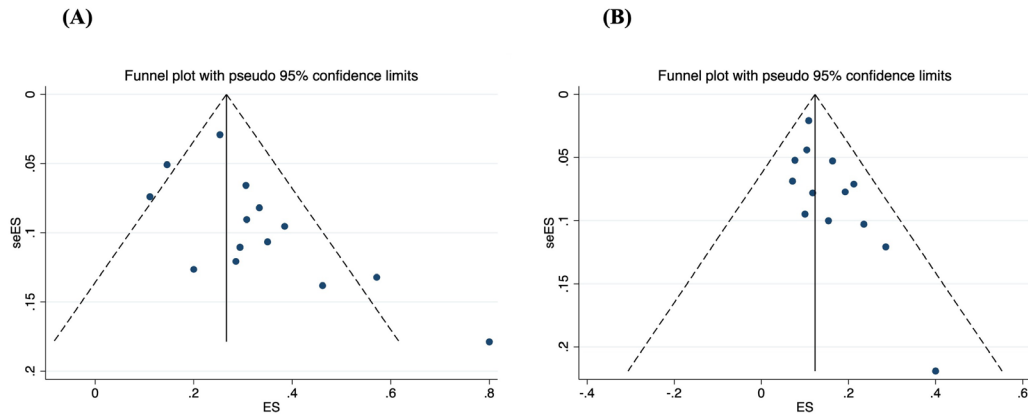 (A)
Funnel plot with pseudo 95% confidence limits
seES
0
.05
.1
.15
.2
0
.2
.4
.6
.8
ES
(B)
Funnel plot with pseudo 95% confidence limits
seES
0
.05
.1
.15
.2
-.4
-.2
0
.2
.4
.6
ES